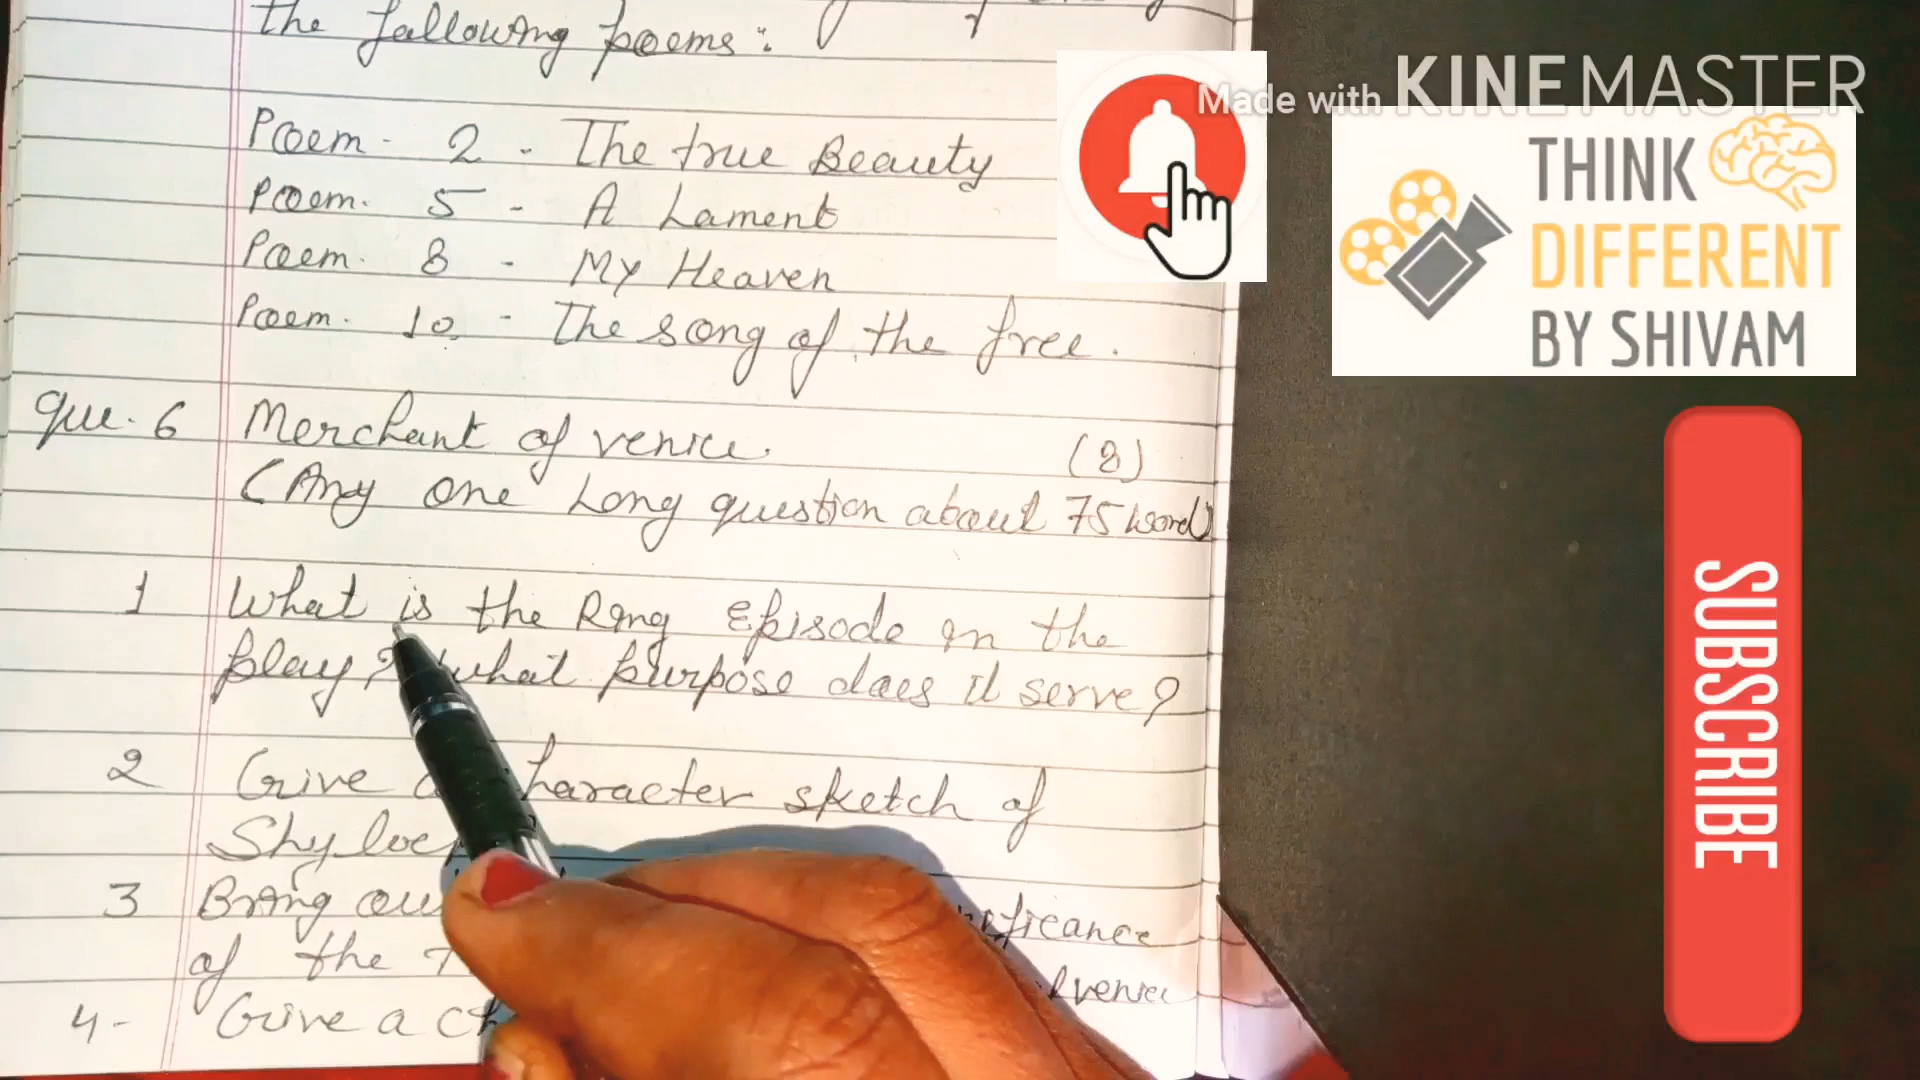 the following poems :
Poem - 2 - The true Beauty
Poem - 5 - A Lament
Poem - 8 - My Heaven
Poem - 10 - The song of the free.
que. 6 Merchant of venice. (8)
(Any one Long question about 75 word)
1 What is the Ring Episode in the
play? what purpose does it serve?
2 Give a character sketch of
Shyloc
3 Bring ou
of the
4- Give a ch
Made with KINEMASTER
THINK
DIFFERENT
BY SHIVAM
SUBSCRIBE